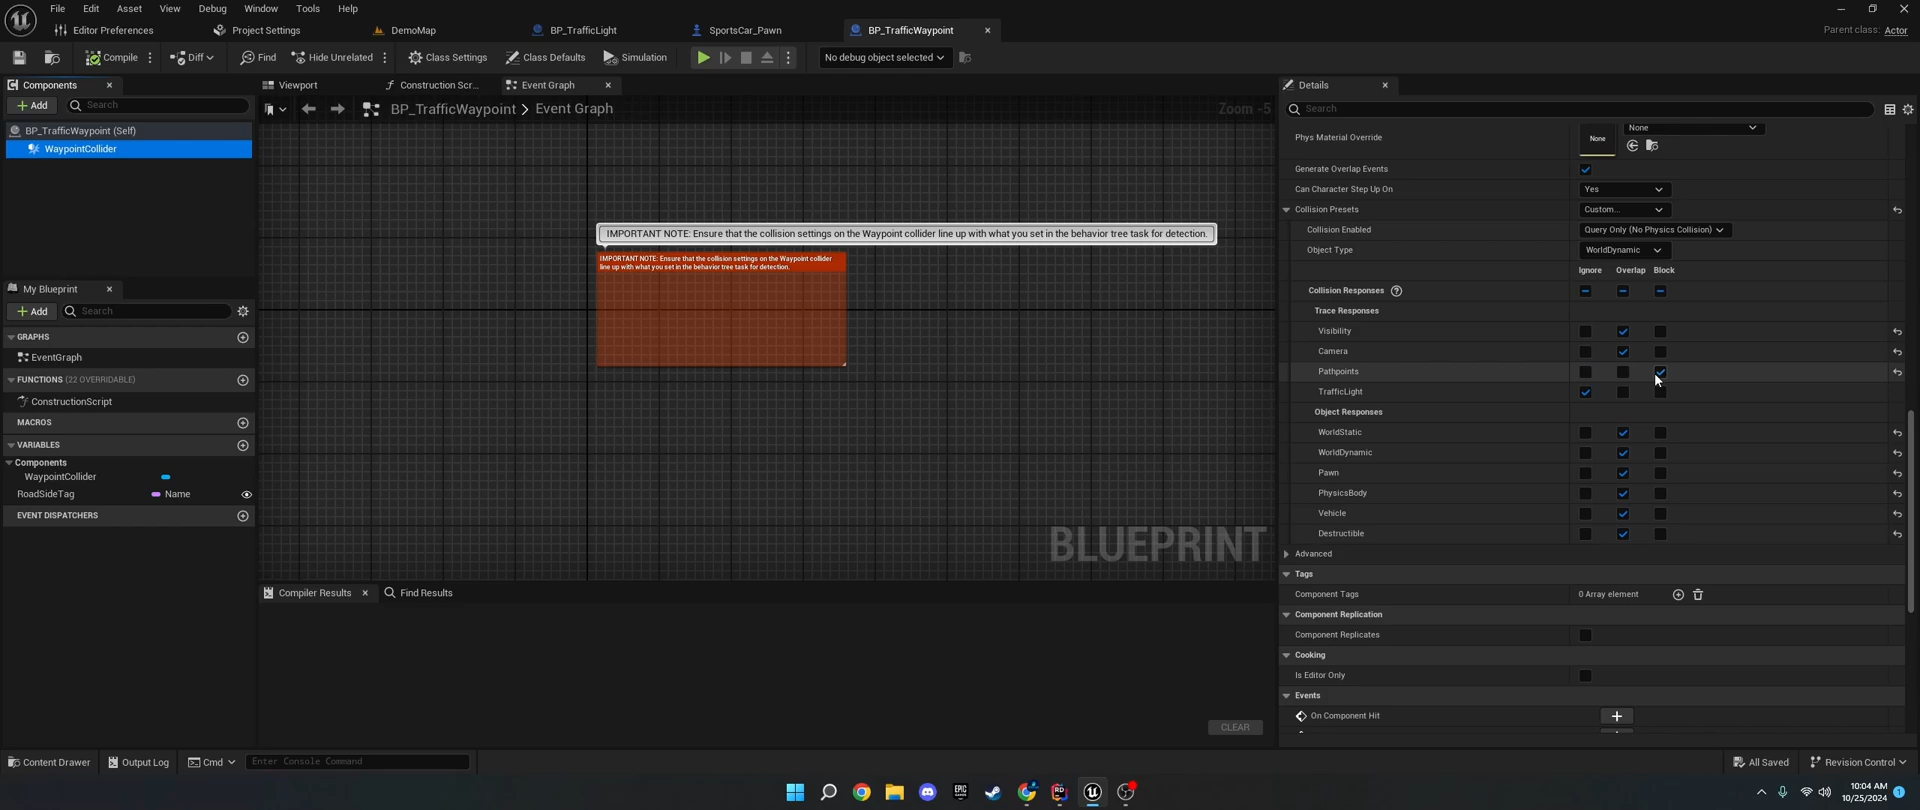 File Edit Asset View Debug Window Tools Help
Editor Preferences Project Settings DemoMap BP_TrafficLight SportsCar_Pawn BP_TrafficWaypoint
Parent class: Actor
Compile Diff Find Hide Unrelated Class Settings Class Defaults Simulation No debug object selected
Components
Add Search
BP_TrafficWaypoint (Self)
WaypointCollider
My Blueprint
Add Search
GRAPHS
EventGraph
FUNCTIONS (22 OVERRIDABLE)
ConstructionScript
MACROS
VARIABLES
Components
WaypointCollider
RoadSideTag Name
EVENT DISPATCHERS
Viewport Construction Scr... Event Graph
BP_TrafficWaypoint > Event Graph
Zoom -5
IMPORTANT NOTE: Ensure that the collision settings on the Waypoint collider line up with what you set in the behavior tree task for detection.
IMPORTANT NOTE: Ensure that the collision settings on the Waypoint collider
line up with what you set in the behavior tree task for detection.
BLUEPRINT
Compiler Results Find Results
CLEAR
Details
Search
Phys Material Override None None
Generate Overlap Events
Can Character Step Up On Yes
Collision Presets Custom...
Collision Enabled Query Only (No Physics Collision)
Object Type WorldDynamic
Ignore Overlap Block
Collision Responses
Trace Responses
Visibility
Camera
Pathpoints
TrafficLight
Object Responses
WorldStatic
WorldDynamic
Pawn
PhysicsBody
Vehicle
Destructible
Advanced
Tags
Component Tags 0 Array element
Component Replication
Component Replicates
Cooking
Is Editor Only
Events
On Component Hit
Content Drawer Output Log Cmd Enter Console Command
All Saved Revision Control
EPIC
GAMES
RD
10:04 AM
10/25/2024
1